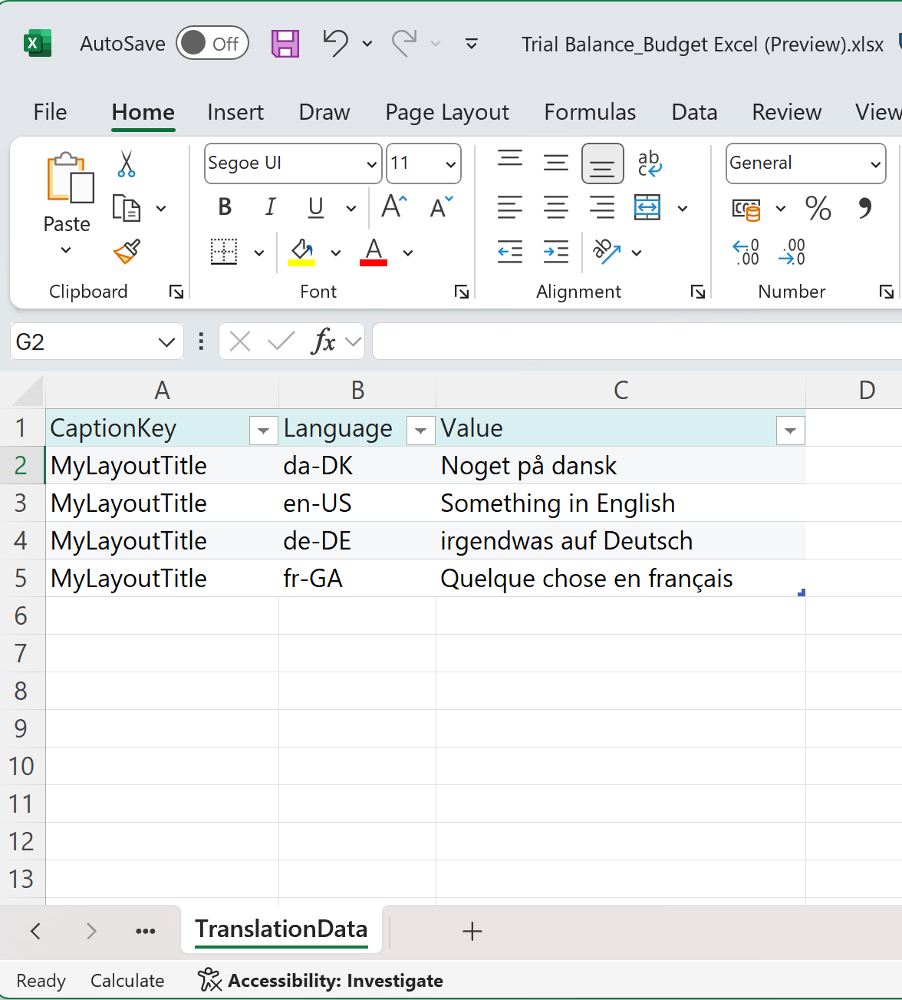 AutoSave Off Trial Balance_Budget Excel (Preview).xlsx
File Home Insert Draw Page Layout Formulas Data Review View
Paste
Segoe UI 11 ab c General
B I U A A
A ab % 9 .0 .00 .00 .0
Clipboard Font Alignment Number
G2 fx
A B C D
1 CaptionKey Language Value
2 MyLayoutTitle da-DK Noget på dansk
3 MyLayoutTitle en-US Something in English
4 MyLayoutTitle de-DE irgendwas auf Deutsch
5 MyLayoutTitle fr-GA Quelque chose en français
6
7
8
9
10
11
12
13
TranslationData
Ready Calculate Accessibility: Investigate